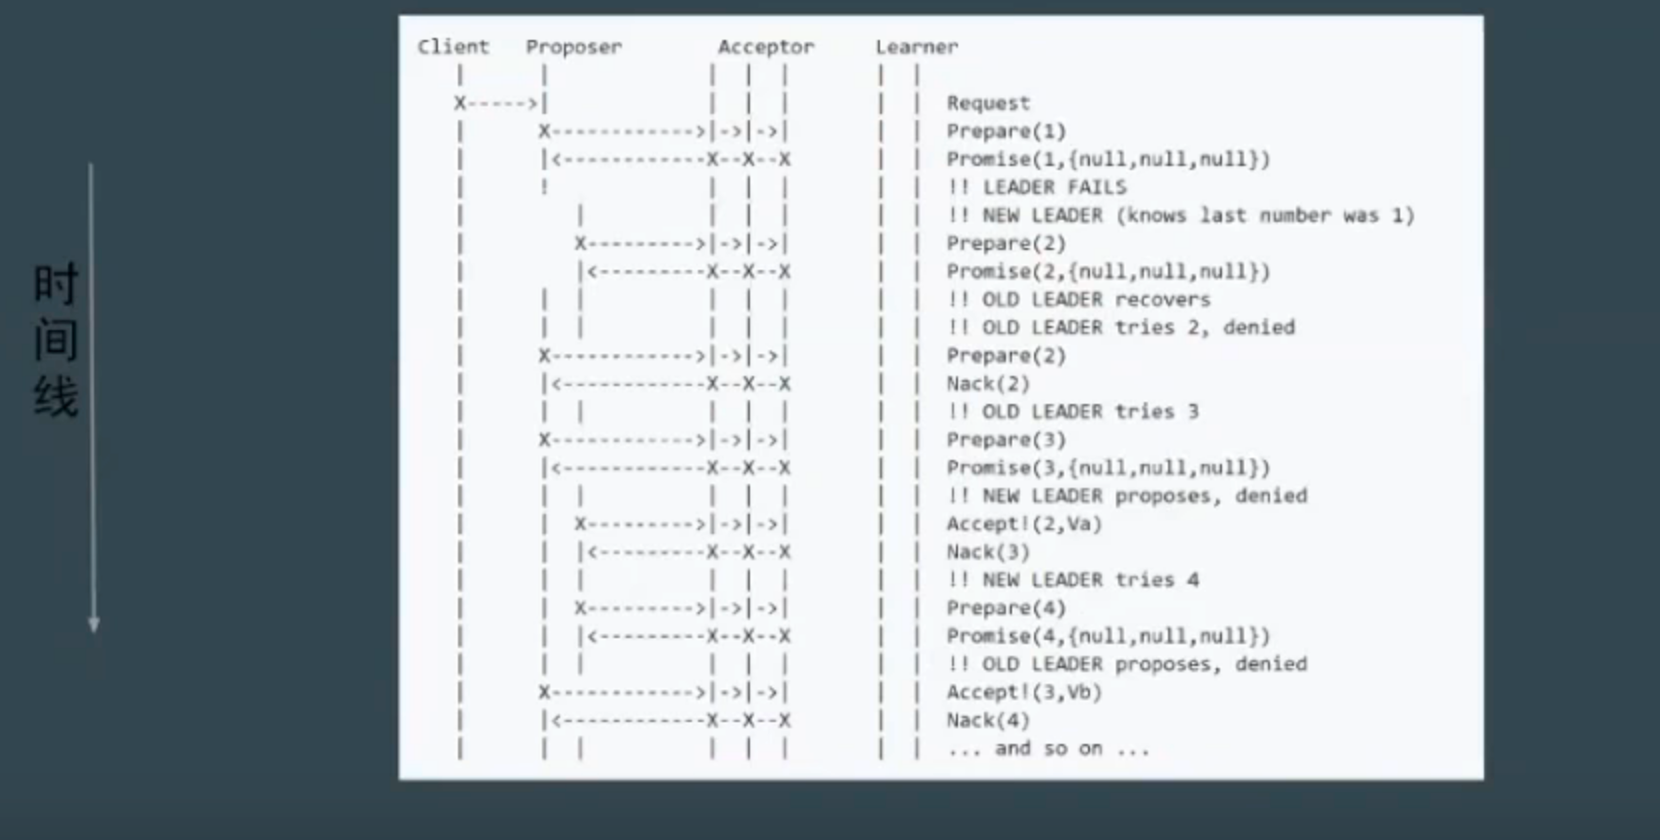 时
间
线
Client   Proposer        Acceptor     Learner
   |      |             |  |  |       |  |
   X----->|             |  |  |       |  |  Request
   |      X------------>|->|->|       |  |  Prepare(1)
   |      |<------------X--X--X       |  |  Promise(1,{null,null,null})
   |      !             |  |  |       |  |  !! LEADER FAILS
   |         |          |  |  |       |  |  !! NEW LEADER (knows last number was 1)
   |         X--------->|->|->|       |  |  Prepare(2)
   |         |<---------X--X--X       |  |  Promise(2,{null,null,null})
   |      |  |          |  |  |       |  |  !! OLD LEADER recovers
   |      |  |          |  |  |       |  |  !! OLD LEADER tries 2, denied
   |      X------------>|->|->|       |  |  Prepare(2)
   |      |<------------X--X--X       |  |  Nack(2)
   |      |  |          |  |  |       |  |  !! OLD LEADER tries 3
   |      X------------>|->|->|       |  |  Prepare(3)
   |      |<------------X--X--X       |  |  Promise(3,{null,null,null})
   |      |  |          |  |  |       |  |  !! NEW LEADER proposes, denied
   |      |  X--------->|->|->|       |  |  Accept!(2,Va)
   |      |  |<---------X--X--X       |  |  Nack(3)
   |      |  |          |  |  |       |  |  !! NEW LEADER tries 4
   |      |  X--------->|->|->|       |  |  Prepare(4)
   |      |  |<---------X--X--X       |  |  Promise(4,{null,null,null})
   |      |  |          |  |  |       |  |  !! OLD LEADER proposes, denied
   |      X------------>|->|->|       |  |  Accept!(3,Vb)
   |      |<------------X--X--X       |  |  Nack(4)
   |      |  |          |  |  |       |  |  ... and so on ...